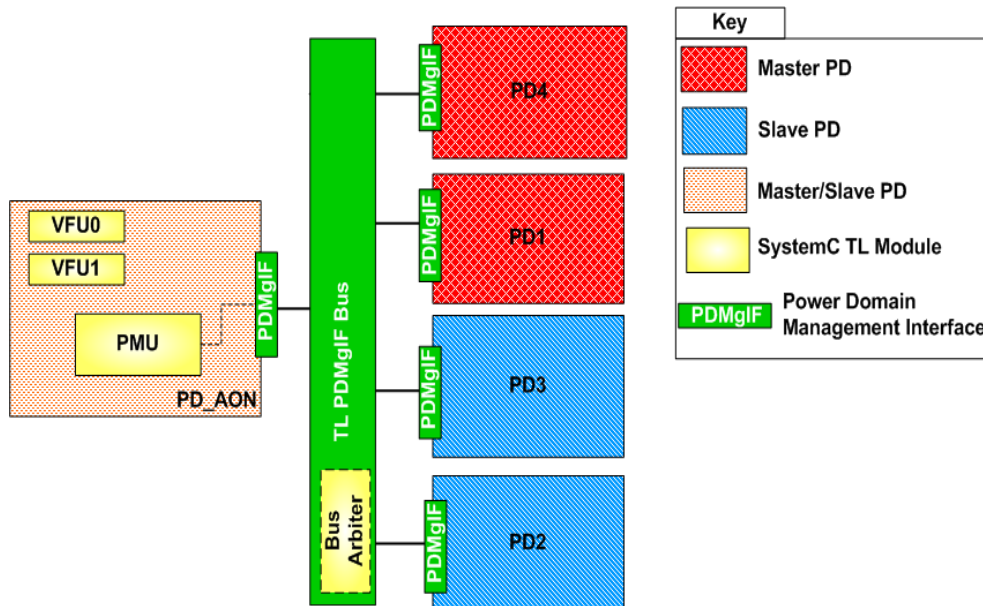 VFU0
VFU1
PMU
PD_AON
PDMgIF
TL PDMgIF Bus
Bus
Arbiter
PDMgIF
PD4
PDMgIF
PD1
PDMgIF
PD3
PDMgIF
PD2
Key
Master PD
Slave PD
Master/Slave PD
SystemC TL Module
PDMgIF
Power Domain
Management Interface